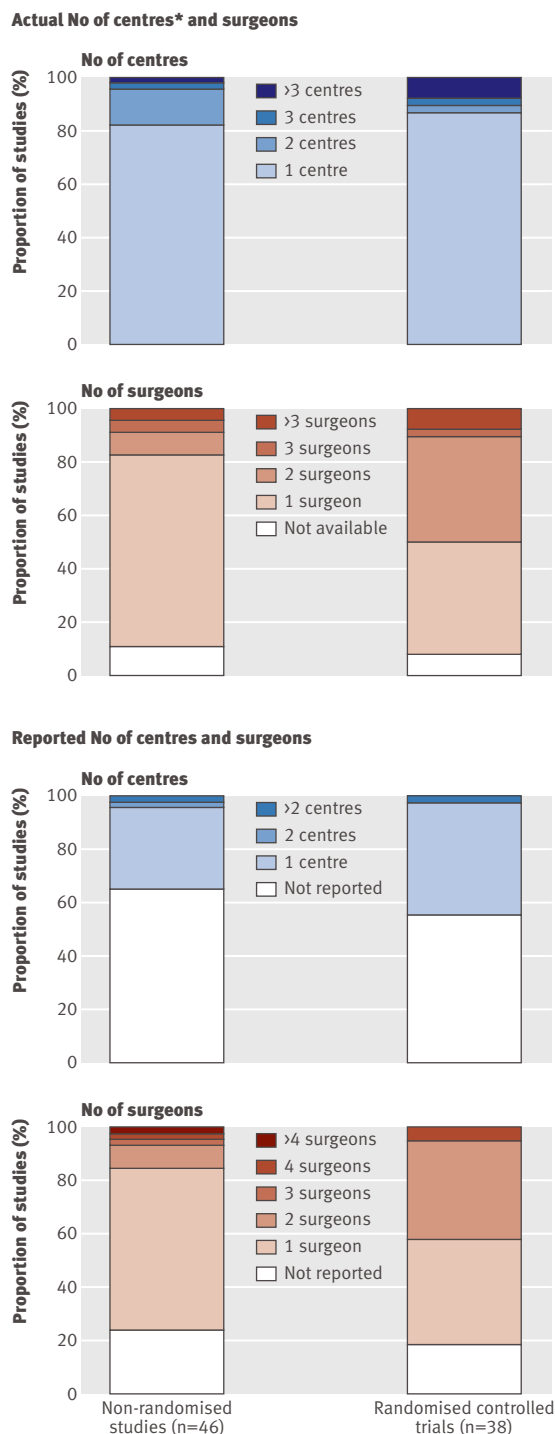 Actual No of centres* and surgeons
No of centres
Proportion of studies (%)
100
80
60
40
20
0
>3 centres
3 centres
2 centres
1 centre
No of surgeons
Proportion of studies (%)
100
80
60
40
20
0
>3 surgeons
3 surgeons
2 surgeons
1 surgeon
Not available
Reported No of centres and surgeons
No of centres
Proportion of studies (%)
100
80
60
40
20
0
>2 centres
2 centres
1 centre
Not reported
No of surgeons
Proportion of studies (%)
100
80
60
40
20
0
>4 surgeons
4 surgeons
3 surgeons
2 surgeons
1 surgeon
Not reported
Non-randomised
studies (n=46)
Randomised controlled
trials (n=38)